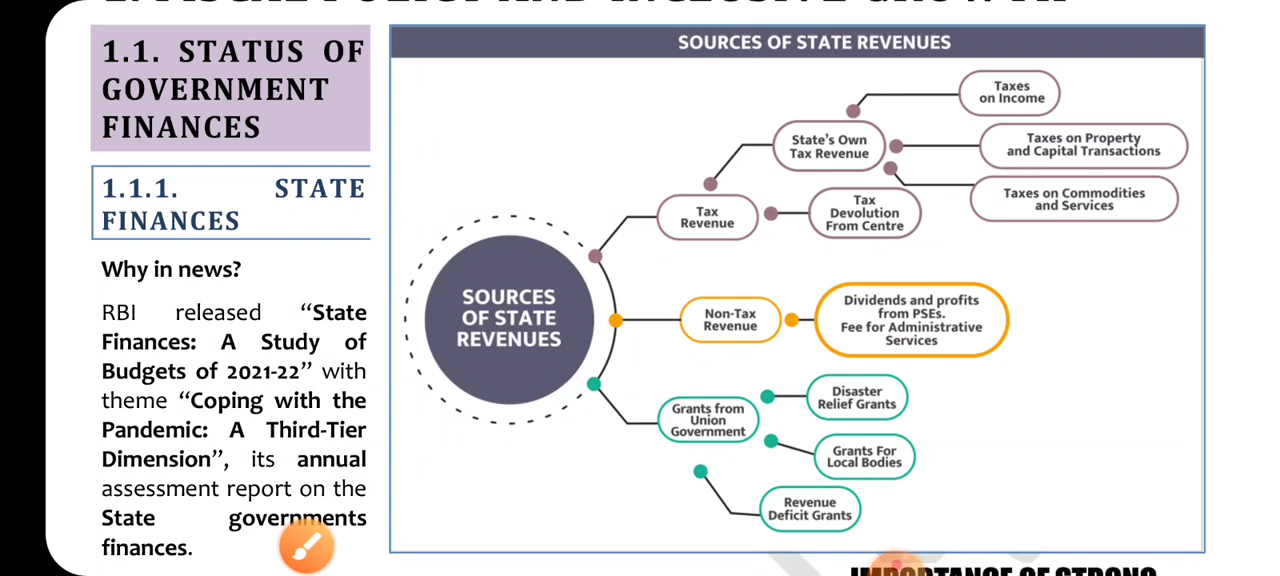 1.1. STATUS OF
GOVERNMENT
FINANCES
1.1.1. STATE
FINANCES
Why in news?
RBI released “State
Finances: A Study of
Budgets of 2021-22” with
theme “Coping with the
Pandemic: A Third-Tier
Dimension”, its annual
assessment report on the
State governments
finances.
SOURCES OF STATE REVENUES
SOURCES
OF STATE
REVENUES
Tax
Revenue
State's Own
Tax Revenue
Taxes
on Income
Taxes on Property
and Capital Transactions
Taxes on Commodities
and Services
Tax
Devolution
From Centre
Non-Tax
Revenue
Dividends and profits
from PSEs.
Fee for Administrative
Services
Grants from
Union
Government
Disaster
Relief Grants
Grants For
Local Bodies
Revenue
Deficit Grants
IMPORTANCE OF STRONG